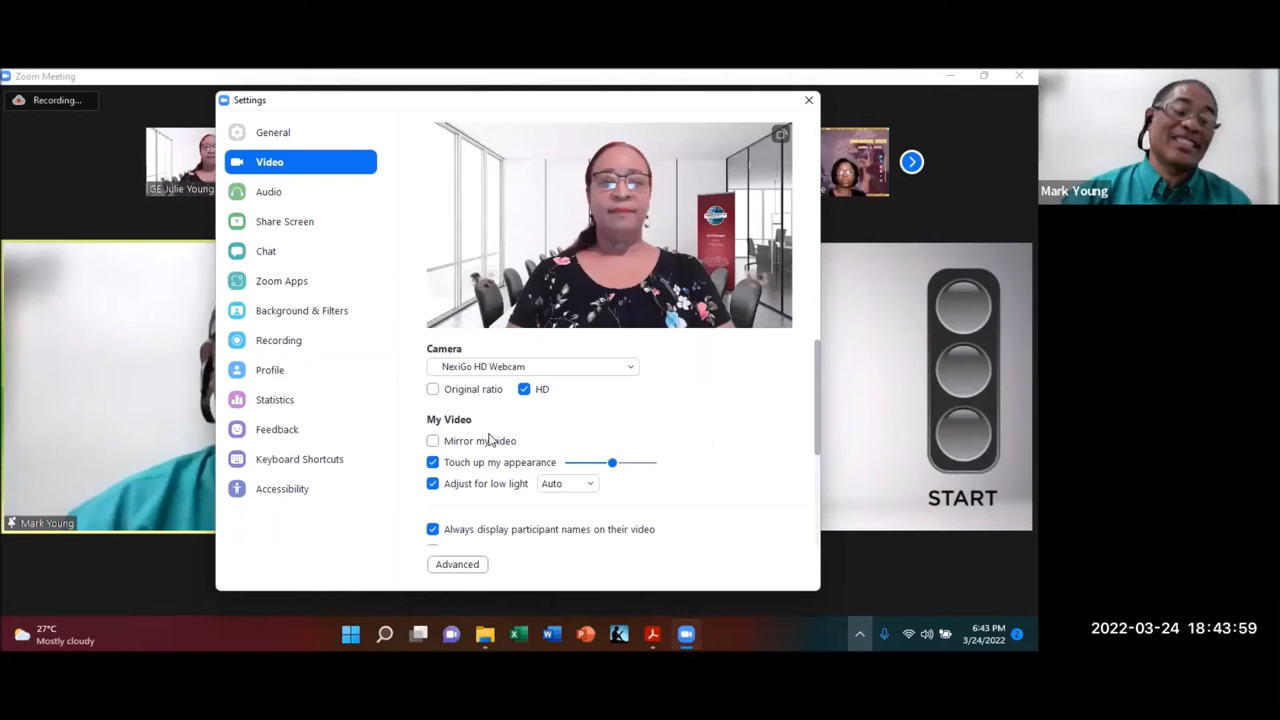 Zoom Meeting
Recording...
Settings
General
Video
Audio
Share Screen
Chat
Zoom Apps
Background & Filters
Recording
Profile
Statistics
Feedback
Keyboard Shortcuts
Accessibility
GE Julie Young
Mark Young
Camera
NexiGo HD Webcam
Original ratio
HD
My Video
Mirror my video
Touch up my appearance
Adjust for low light
Auto
Always display participant names on their video
Advanced
START
Mark Young
27°C
Mostly cloudy
6:43 PM
3/24/2022
2
2022-03-24 18:43:59